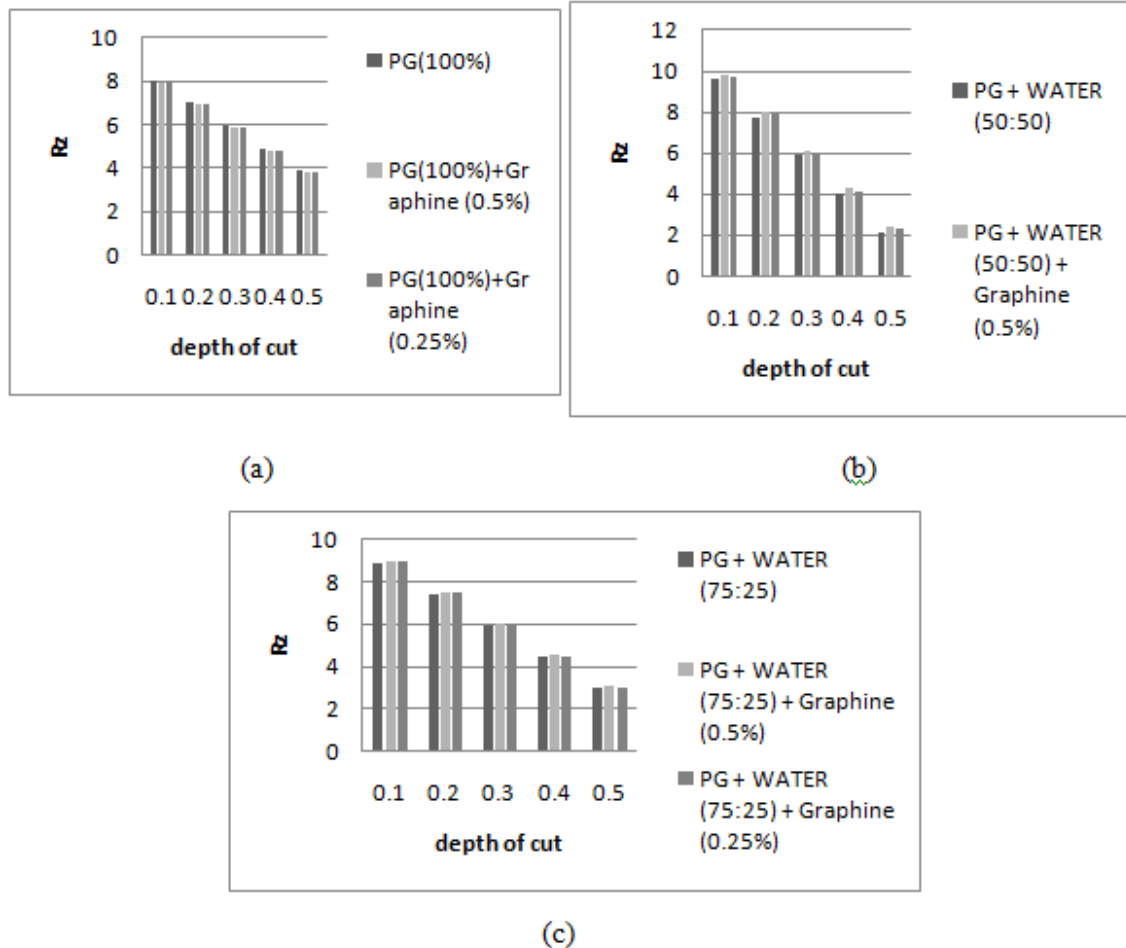 10
8
6
4
2
0
Rz
0.1 0.2 0.3 0.4 0.5
depth of cut
PG(100%)
PG(100%)+Gr
aphine (0.5%)
PG(100%)+Gr
aphine
(0.25%)
(a)
12
10
8
6
4
2
0
Rz
0.1 0.2 0.3 0.4 0.5
depth of cut
PG + WATER
(50:50)
PG + WATER
(50:50) +
Graphine
(0.5%)
(b)
10
8
6
4
2
0
Rz
0.1 0.2 0.3 0.4 0.5
depth of cut
PG + WATER
(75:25)
PG + WATER
(75:25) + Graphine
(0.5%)
PG + WATER
(75:25) + Graphine
(0.25%)
(c)